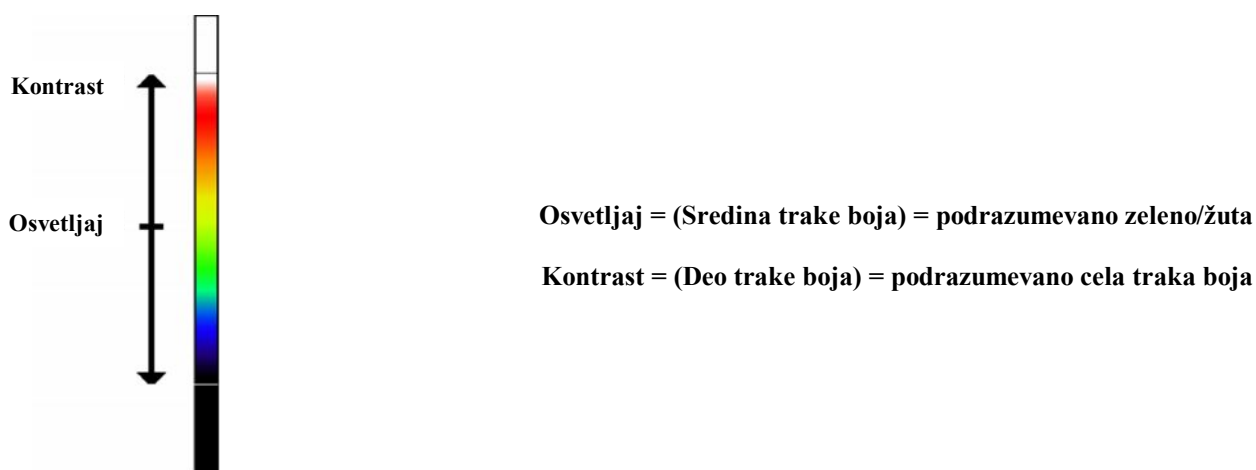 Kontrast
Osvetljaj
Osvetljaj = (Sredina trake boja) = podrazumevano zeleno/žuta
Kontrast = (Deo trake boja) = podrazumevano cela traka boja